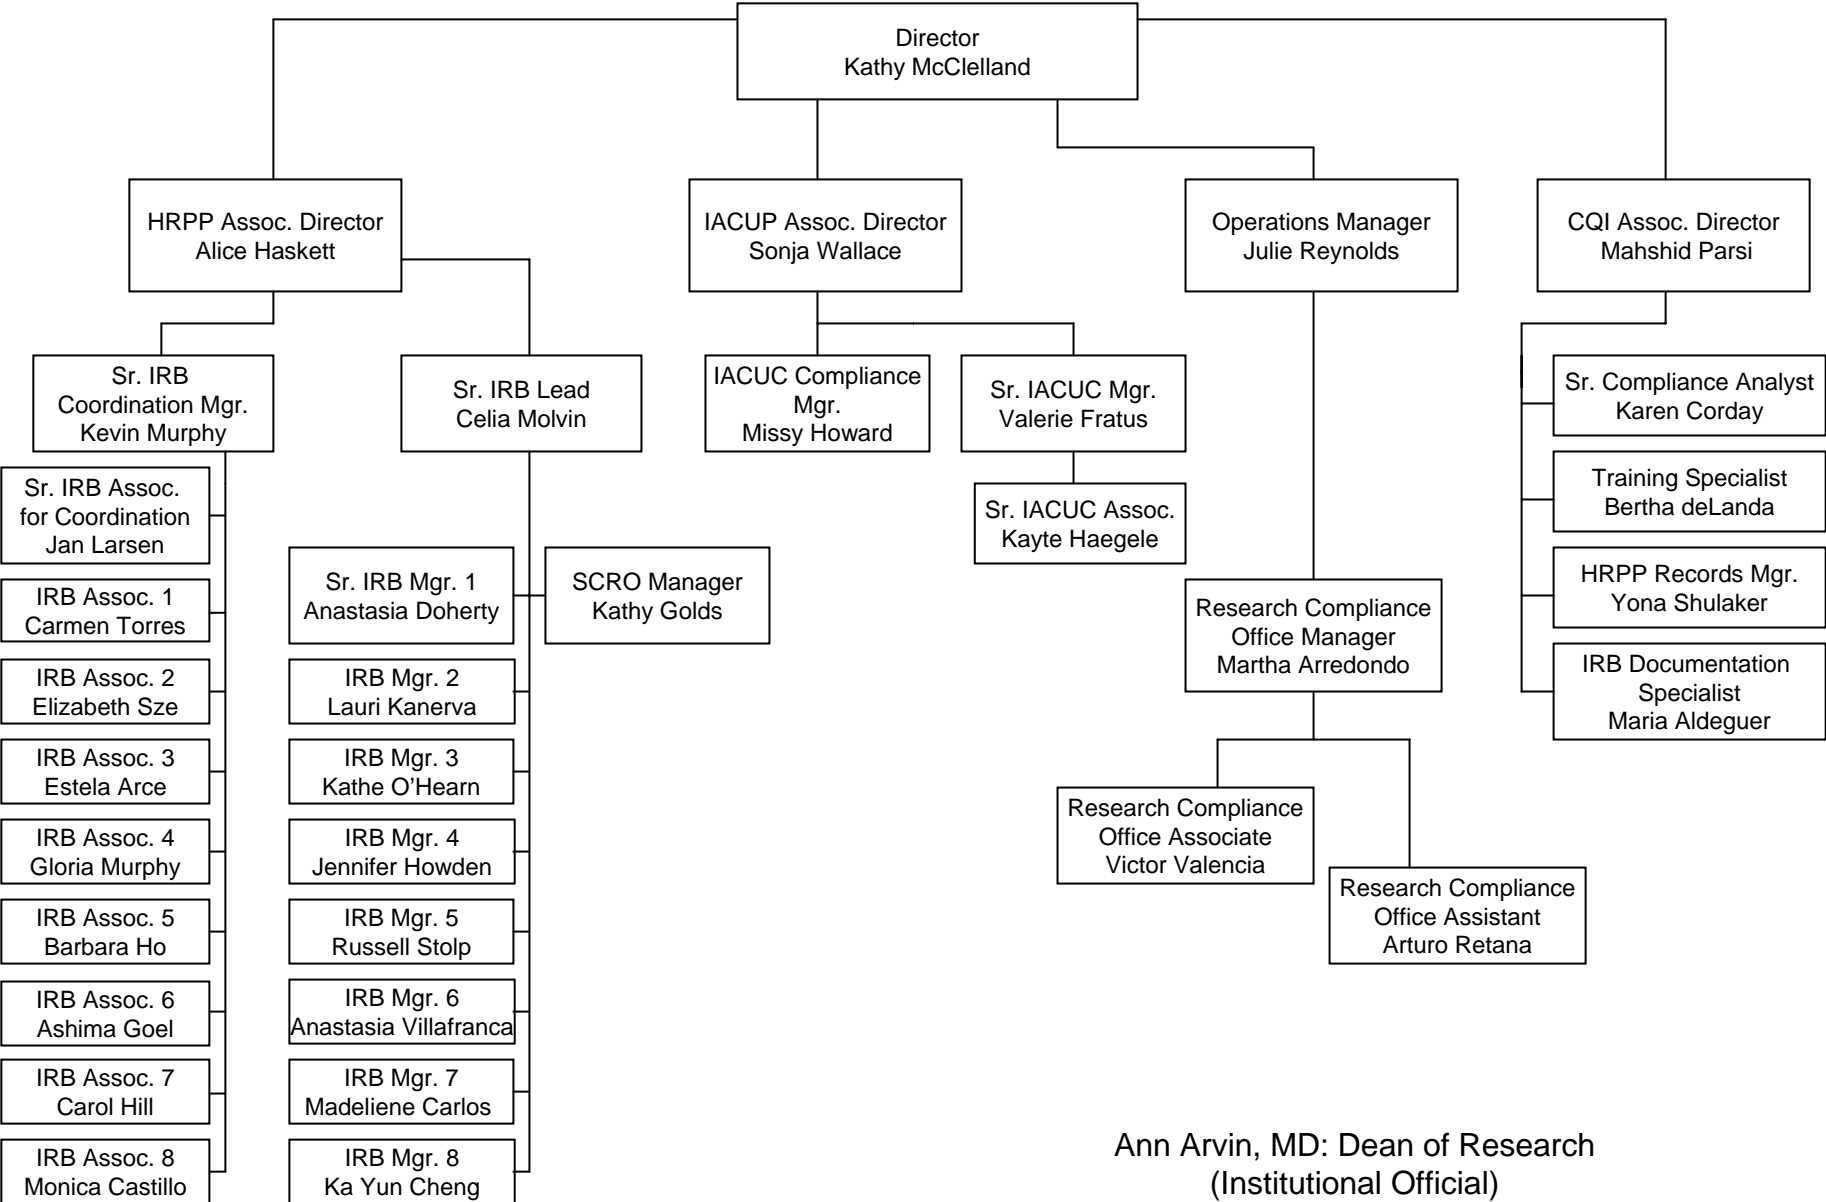 Director
Kathy McClelland
HRPP Assoc. Director
Alice Haskett
IACUP Assoc. Director
Sonja Wallace
Operations Manager
Julie Reynolds
CQI Assoc. Director
Mahshid Parsi
Sr. IRB
Coordination Mgr.
Kevin Murphy
Sr. IRB Lead
Celia Molvin
IACUC Compliance
Mgr.
Missy Howard
Sr. IACUC Mgr.
Valerie Fratus
Sr. Compliance Analyst
Karen Corday
Sr. IRB Assoc.
for Coordination
Jan Larsen
Sr. IACUC Assoc.
Kayte Haegele
Training Specialist
Bertha deLanda
IRB Assoc. 1
Carmen Torres
Sr. IRB Mgr. 1
Anastasia Doherty
SCRO Manager
Kathy Golds
Research Compliance
Office Manager
Martha Arredondo
HRPP Records Mgr.
Yona Shulaker
IRB Assoc. 2
Elizabeth Sze
IRB Mgr. 2
Lauri Kanerva
IRB Documentation
Specialist
Maria Aldeguer
IRB Assoc. 3
Estela Arce
IRB Mgr. 3
Kathe O’Hearn
Research Compliance
Office Associate
Victor Valencia
IRB Assoc. 4
Gloria Murphy
IRB Mgr. 4
Jennifer Howden
Research Compliance
Office Assistant
Arturo Retana
IRB Assoc. 5
Barbara Ho
IRB Mgr. 5
Russell Stolp
IRB Assoc. 6
Ashima Goel
IRB Mgr. 6
Anastasia Villafranca
IRB Assoc. 7
Carol Hill
IRB Mgr. 7
Madeliene Carlos
IRB Assoc. 8
Monica Castillo
IRB Mgr. 8
Ka Yun Cheng
Ann Arvin, MD: Dean of Research
(Institutional Official)